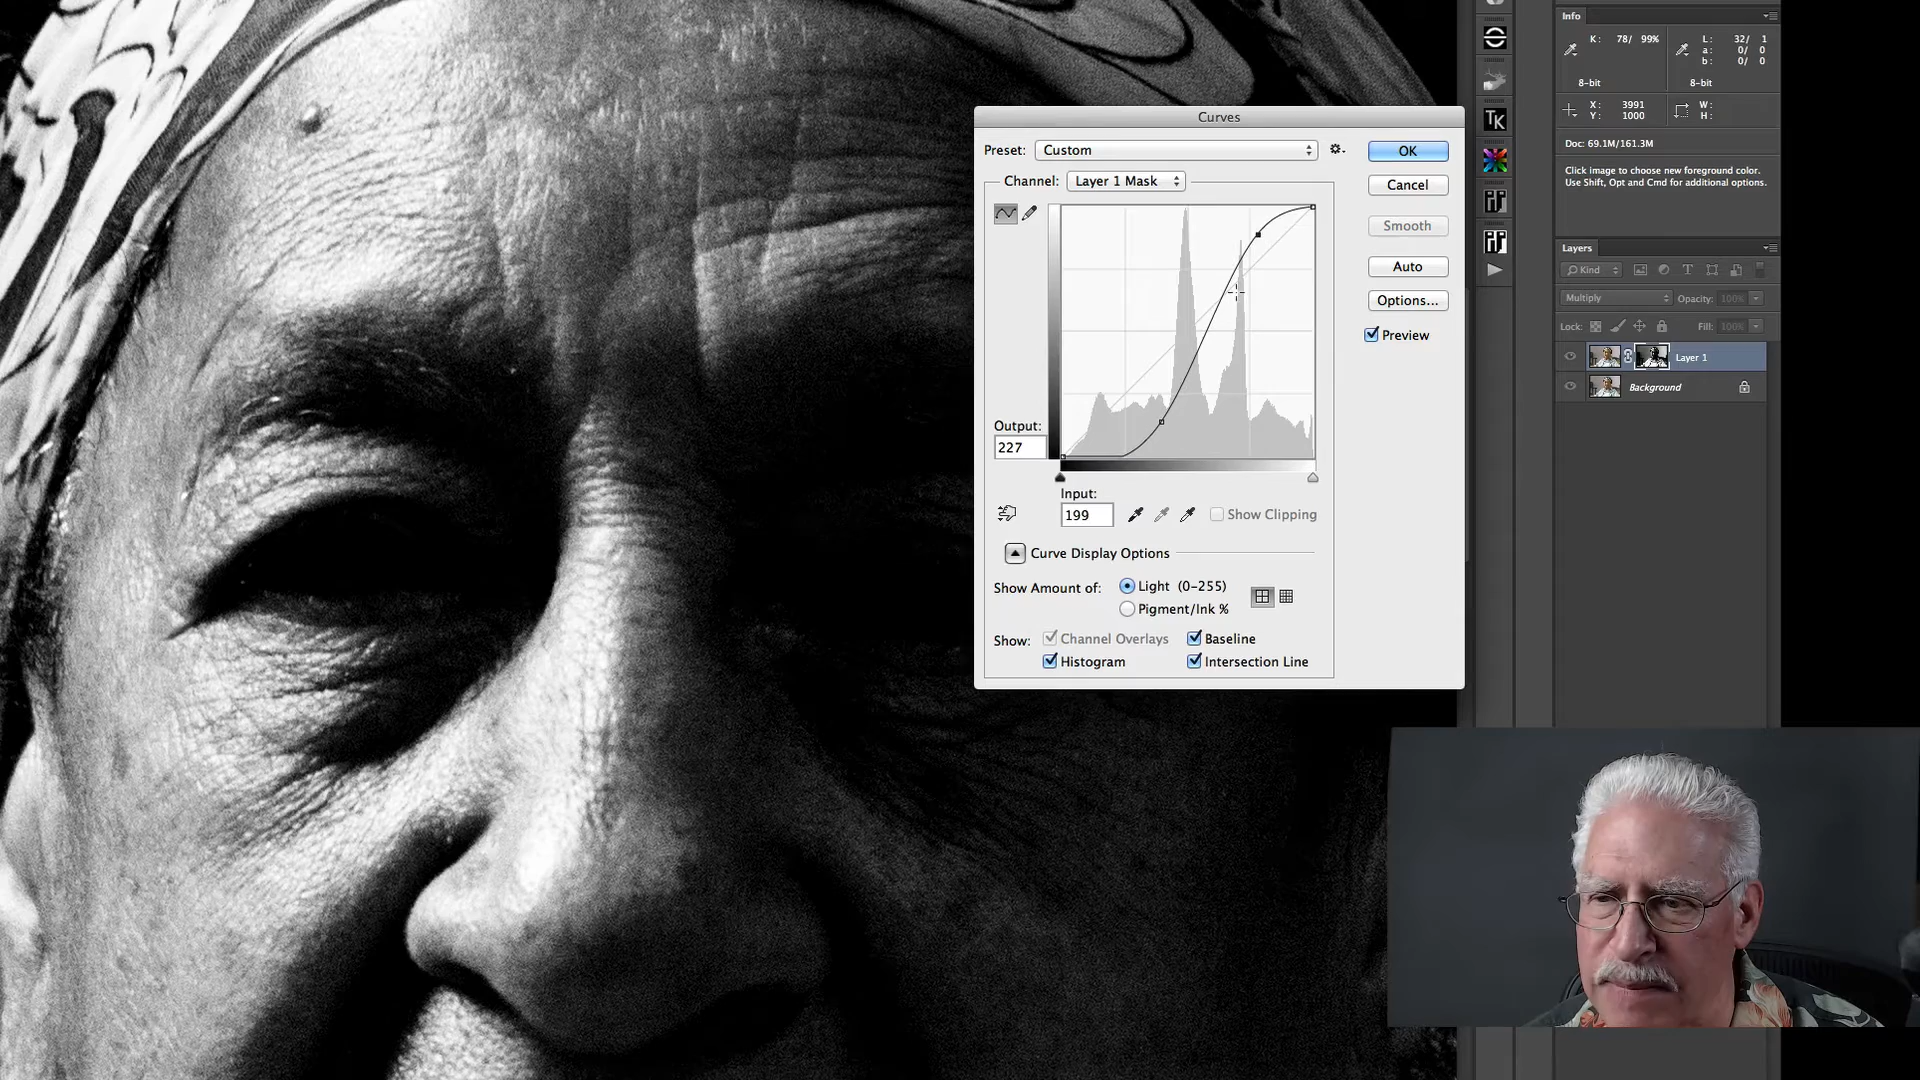 Info
K: 78/ 99%
L: 32/ 1
a: 0/ 0
b: 0/ 0
8-bit
8-bit
X: 3991
Y: 1000
W:
H:
Doc: 69.1M/161.3M
Click image to choose new foreground color.
Use Shift, Opt and Cmd for additional options.
Curves
Preset: Custom
OK
Channel: Layer 1 Mask
Cancel
Smooth
Auto
Options...
Preview
Output:
227
Input:
199
Show Clipping
Curve Display Options
Show Amount of: Light (0-255)
Pigment/Ink %
Show: Channel Overlays Baseline
Histogram Intersection Line
TK
Layers
Kind
T
Multiply Opacity: 100%
Lock: Fill: 100%
Layer 1
Background